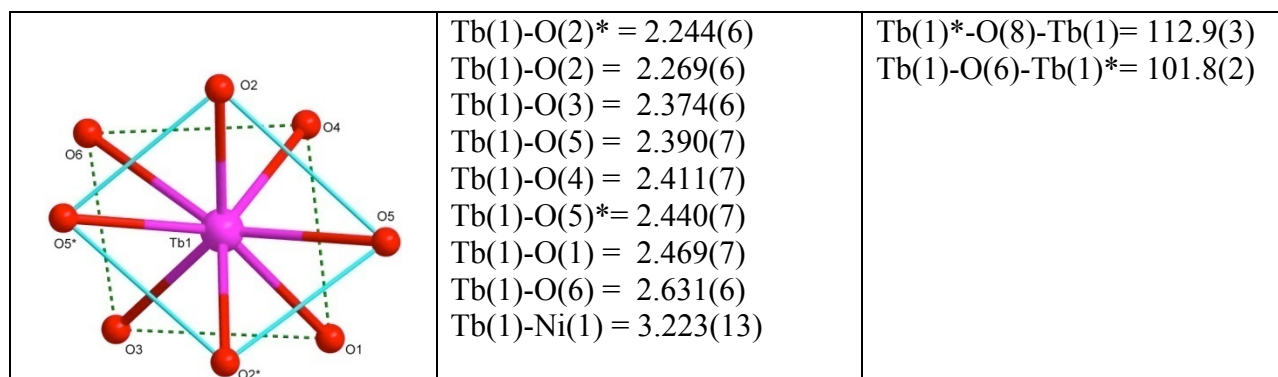 O2
O4
O6
O5
O5*
Tb1
O3
O1
O2*
Tb(1)-O(2)* = 2.244(6)
Tb(1)-O(2) = 2.269(6)
Tb(1)-O(3) = 2.374(6)
Tb(1)-O(5) = 2.390(7)
Tb(1)-O(4) = 2.411(7)
Tb(1)-O(5)*= 2.440(7)
Tb(1)-O(1) = 2.469(7)
Tb(1)-O(6) = 2.631(6)
Tb(1)-Ni(1) = 3.223(13)
Tb(1)*-O(8)-Tb(1)= 112.9(3)
Tb(1)-O(6)-Tb(1)*= 101.8(2)